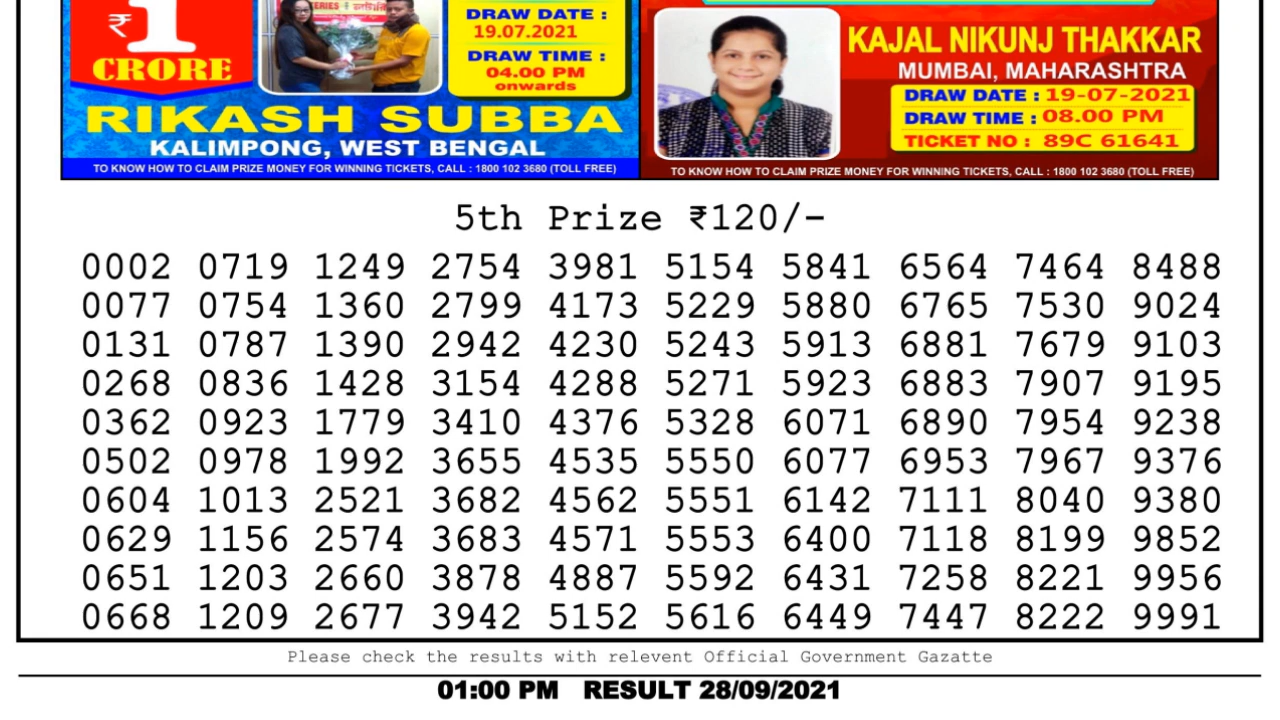 ₹1
CRORE
DRAW DATE :
19.07.2021
DRAW TIME :
04.00 PM
onwards
RIKASH SUBBA
KALIMPONG, WEST BENGAL
TO KNOW HOW TO CLAIM PRIZE MONEY FOR WINNING TICKETS, CALL : 1800 102 3680 (TOLL FREE)
KAJAL NIKUNJ THAKKAR
MUMBAI, MAHARASHTRA
DRAW DATE : 19-07-2021
DRAW TIME : 08.00 PM
TICKET NO : 89C 61641
TO KNOW HOW TO CLAIM PRIZE MONEY FOR WINNING TICKETS, CALL : 1800 102 3680 (TOLL FREE)
5th Prize ₹120/-
0002 0719 1249 2754 3981 5154 5841 6564 7464 8488
0077 0754 1360 2799 4173 5229 5880 6765 7530 9024
0131 0787 1390 2942 4230 5243 5913 6881 7679 9103
0268 0836 1428 3154 4288 5271 5923 6883 7907 9195
0362 0923 1779 3410 4376 5328 6071 6890 7954 9238
0502 0978 1992 3655 4535 5550 6077 6953 7967 9376
0604 1013 2521 3682 4562 5551 6142 7111 8040 9380
0629 1156 2574 3683 4571 5553 6400 7118 8199 9852
0651 1203 2660 3878 4887 5592 6431 7258 8221 9956
0668 1209 2677 3942 5152 5616 6449 7447 8222 9991
Please check the results with relevent Official Government Gazatte
01:00 PM RESULT 28/09/2021